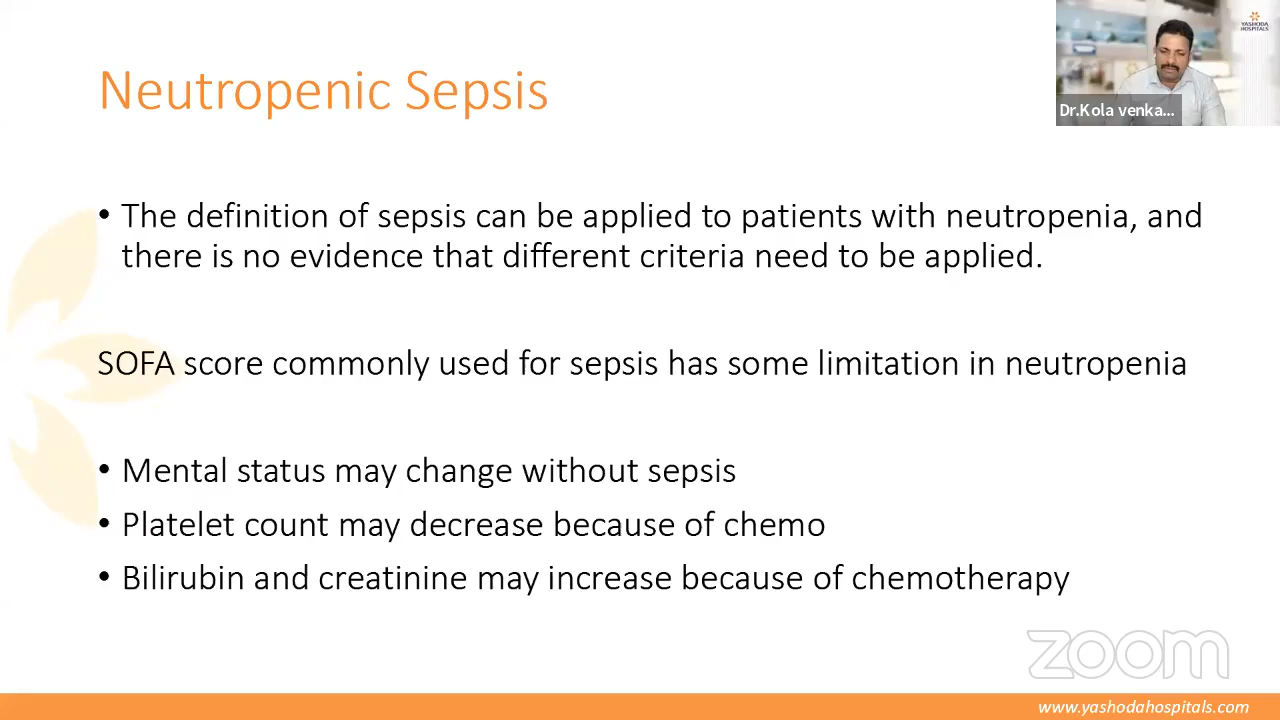 YASHODA
HOSPITALS
Dr.Kola venka...
Neutropenic Sepsis
• The definition of sepsis can be applied to patients with neutropenia, and
there is no evidence that different criteria need to be applied.
SOFA score commonly used for sepsis has some limitation in neutropenia
• Mental status may change without sepsis
• Platelet count may decrease because of chemo
• Bilirubin and creatinine may increase because of chemotherapy
zoom
www.yashodahospitals.com